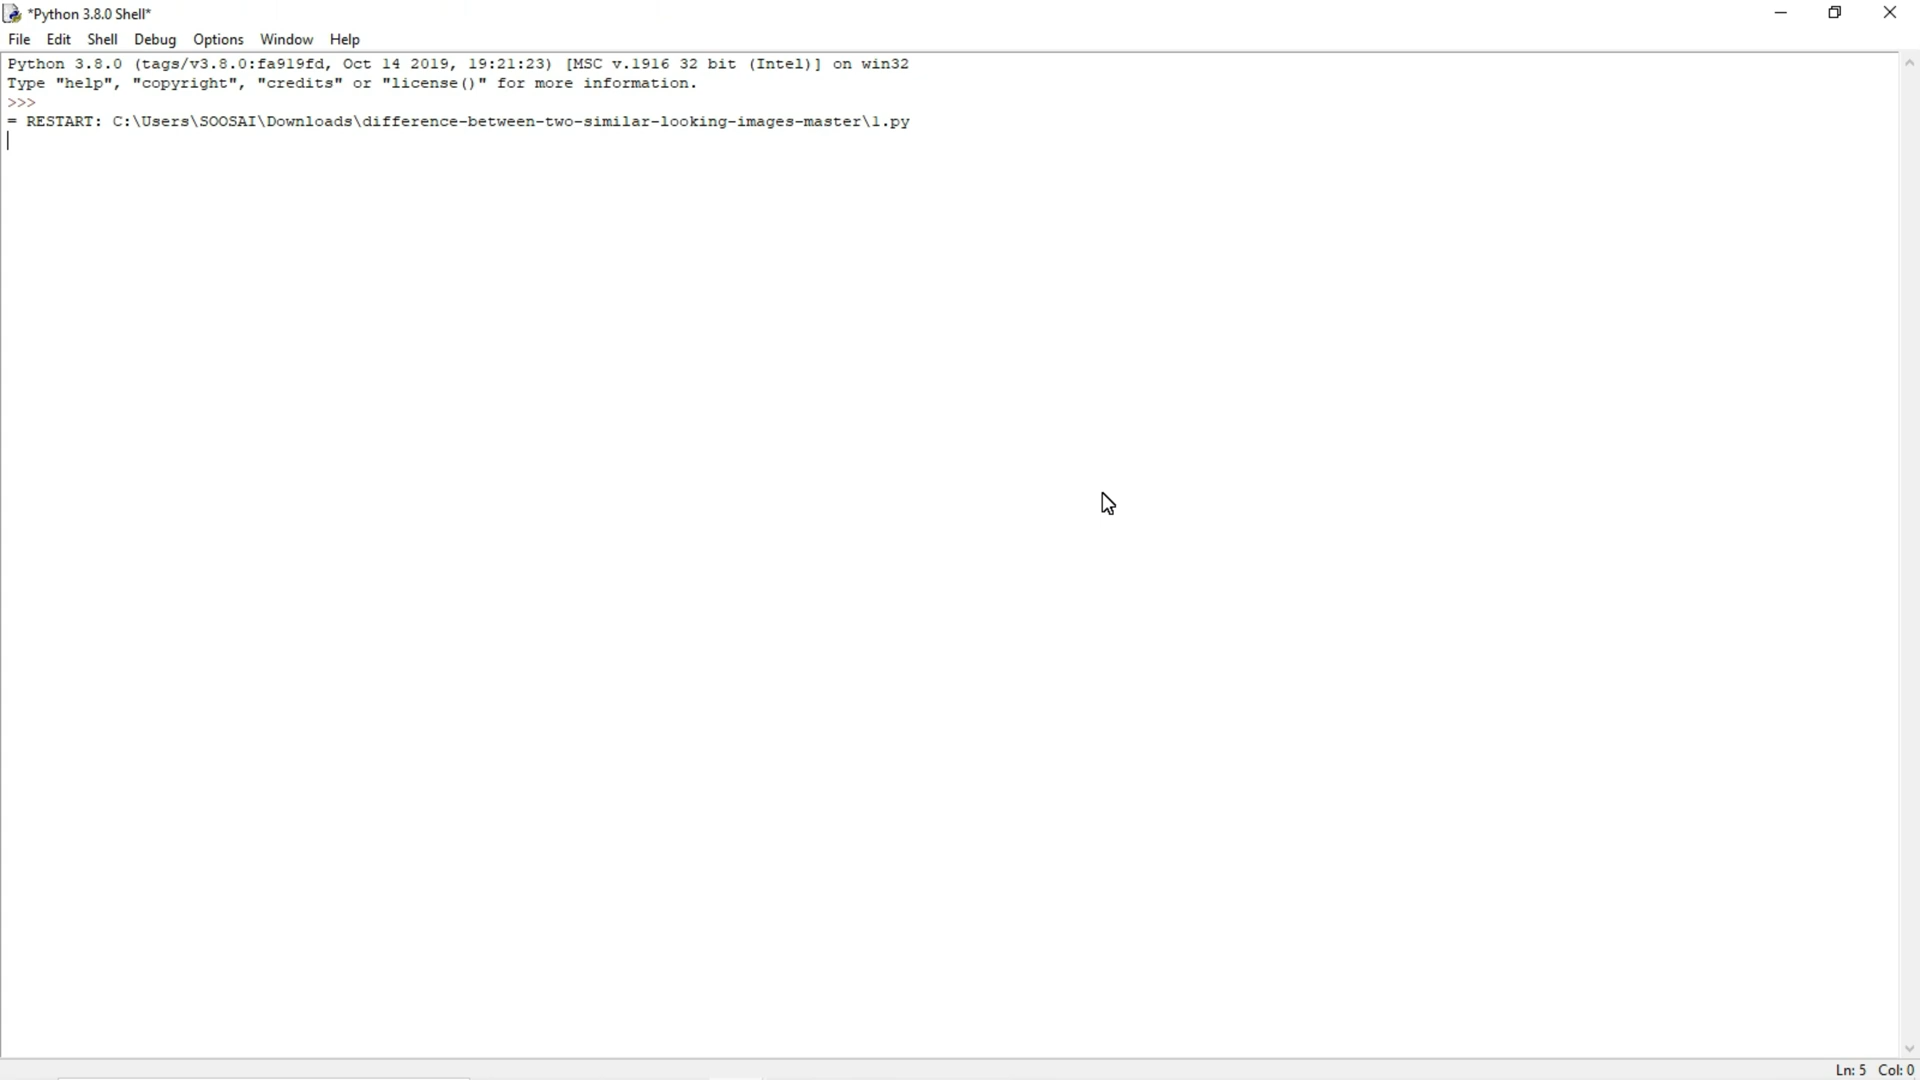 *Python 3.8.0 Shell*
File Edit Shell Debug Options Window Help
Python 3.8.0 (tags/v3.8.0:fa919fd, Oct 14 2019, 19:21:23) [MSC v.1916 32 bit (Intel)] on win32
Type "help", "copyright", "credits" or "license()" for more information.
>>>
= RESTART: C:\Users\SOOSAI\Downloads\difference-between-two-similar-looking-images-master\1.py
Ln: 5 Col: 0